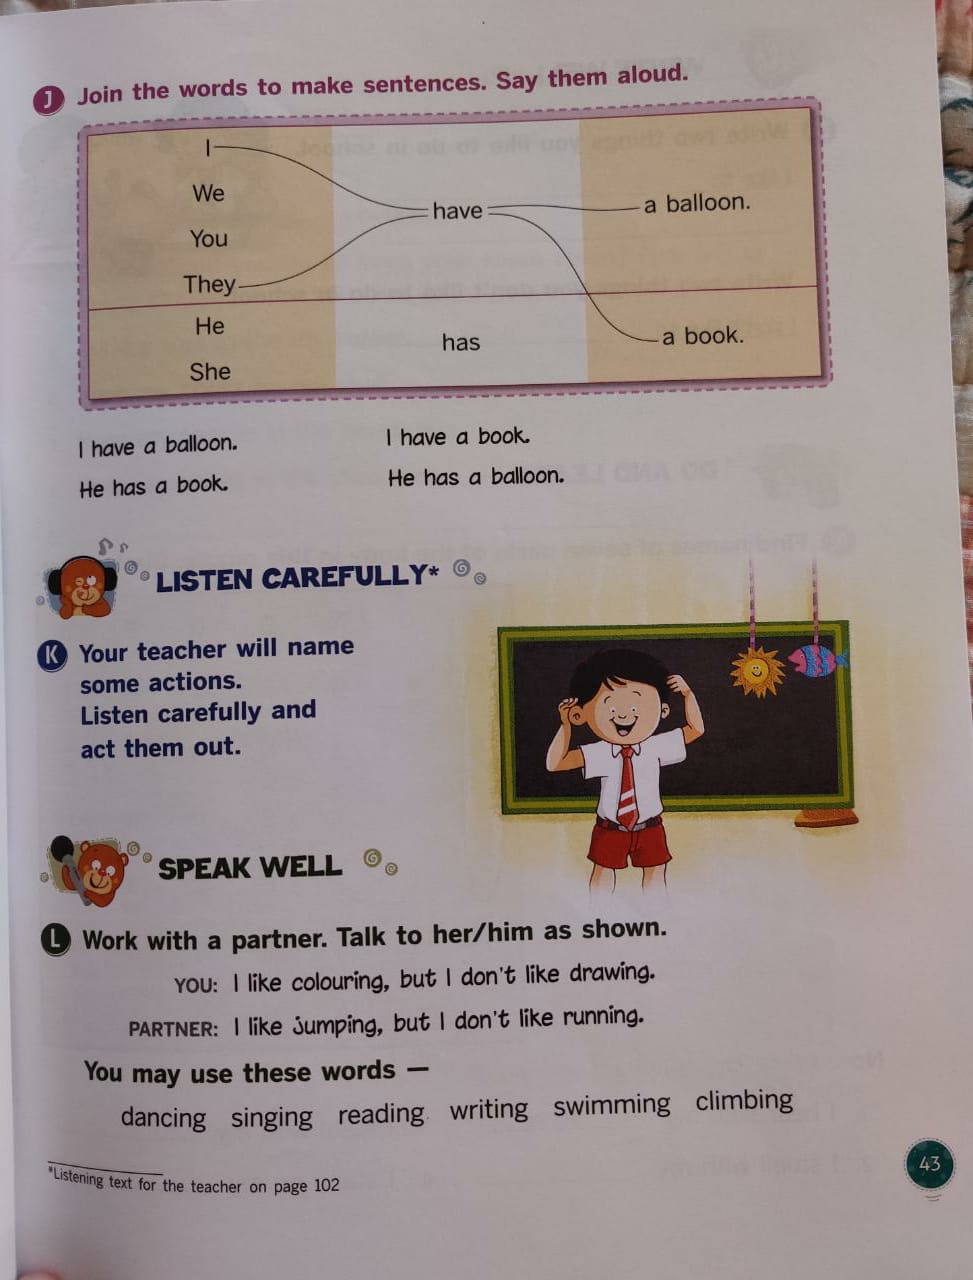 J Join the words to make sentences. Say them aloud.
I
We
You
They
He
She
have
has
a balloon.
a book.
I have a balloon.
I have a book.
He has a book.
He has a balloon.
LISTEN CAREFULLY*
K Your teacher will name
some actions.
Listen carefully and
act them out.
SPEAK WELL
L Work with a partner. Talk to her/him as shown.
YOU: I like colouring, but I don't like drawing.
PARTNER: I like jumping, but I don't like running.
You may use these words —
dancing singing reading writing swimming climbing
*Listening text for the teacher on page 102
43